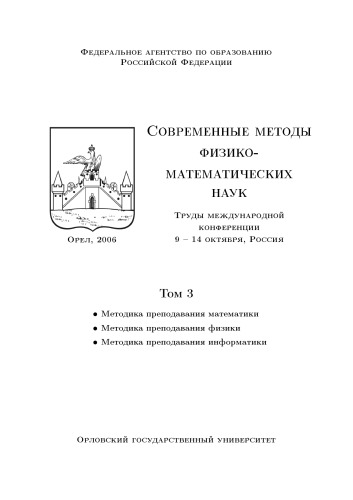 Федеральное агентство по образованию
Российской Федерации
Современные методы
физико-
математических
наук
Труды международной
конференции
9 – 14 октября, Россия
Орел, 2006
Том 3
• Методика преподавания математики
• Методика преподавания физики
• Методика преподавания информатики
Орловский государственный университет